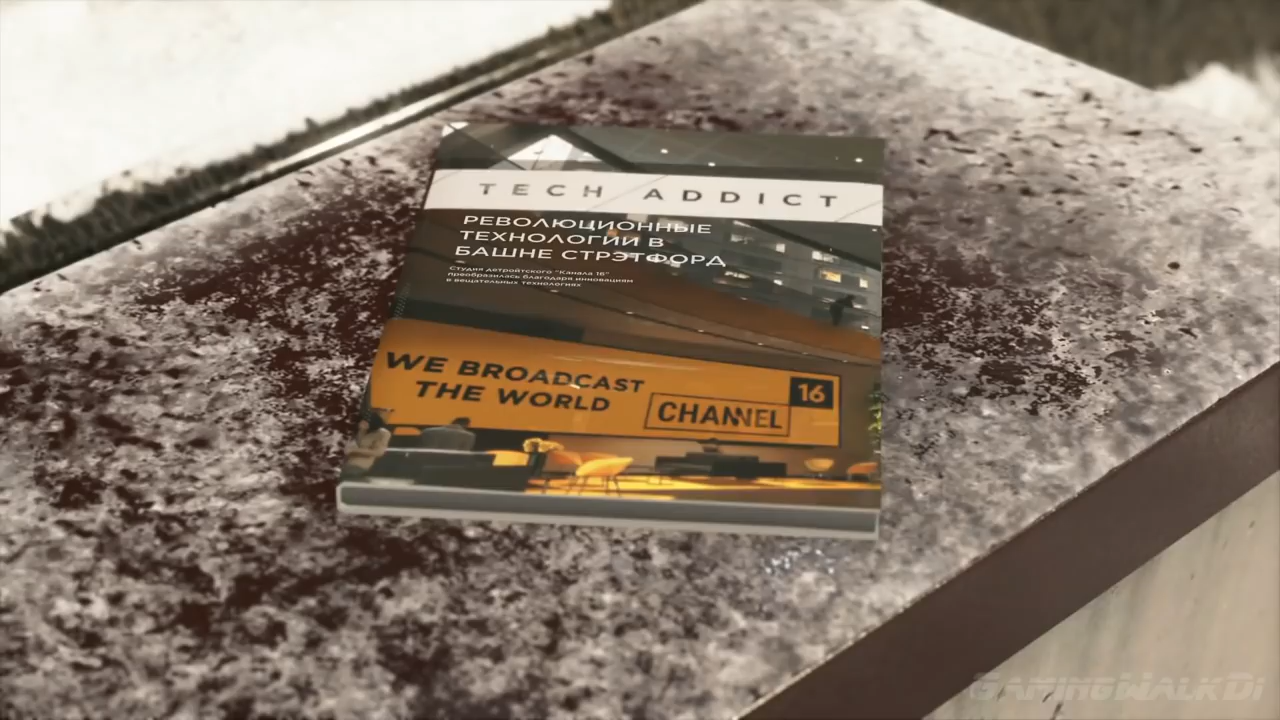 TECH ADDICT
РЕВОЛЮЦИОННЫЕ
ТЕХНОЛОГИИ В
БАШНЕ СТРЭТФОРД
Студия детройтского "Канала 16"
преобразилась благодаря инновациям
в вещательных технологиях
WE BROADCAST
THE WORLD
CHANNEL
16
GAMINGWALKDI